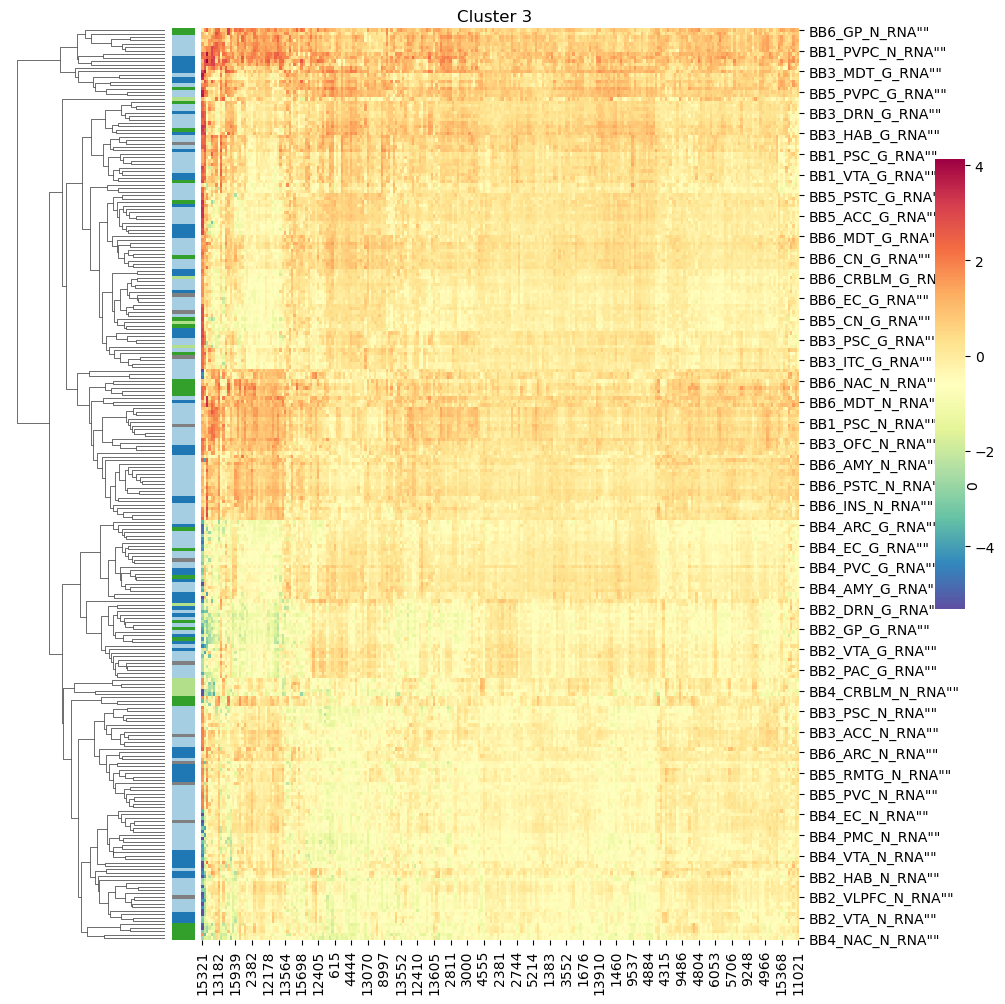 Cluster 3
BB6_GP_N_RNA""
BB1_PVPC_N_RNA""
BB3_MDT_G_RNA""
BB5_PVPC_G_RNA""
BB3_DRN_G_RNA""
BB3_HAB_G_RNA""
BB1_PSC_G_RNA""
BB1_VTA_G_RNA""
BB5_PSTC_G_RNA"
BB5_ACC_G_RNA""
BB6_MDT_G_RNA"
BB6_CN_G_RNA"
BB6_CRBLM_G_RN
BB6_EC_G_RNA"
BB5_CN_G_RNA""
BB3_PSC_G_RNA"
BB3_ITC_G_RNA""
BB6_NAC_N_RNA"
BB6_MDT_N_RNA"
BB1_PSC_N_RNA"
BB3_OFC_N_RNA"
BB6_AMY_N_RNA"
BB6_PSTC_N_RNA"
BB6_INS_N_RNA"
BB4_ARC_G_RNA"
BB4_EC_G_RNA"
BB4_PVC_G_RNA"
BB4_AMY_G_RNA"
BB2_DRN_G_RNA"
BB2_GP_G_RNA""
BB2_VTA_G_RNA""
BB2_PAC_G_RNA""
BB4_CRBLM_N_RNA""
BB3_PSC_N_RNA""
BB3_ACC_N_RNA""
BB6_ARC_N_RNA""
BB5_RMTG_N_RNA""
BB5_PVC_N_RNA""
BB4_EC_N_RNA""
BB4_PMC_N_RNA""
BB4_VTA_N_RNA""
BB2_HAB_N_RNA""
BB2_VLPFC_N_RNA""
BB2_VTA_N_RNA""
BB4_NAC_N_RNA""
4
2
0
−2
−4
0
15321
13182
15939
2382
12178
13564
15698
12405
615
4444
13070
8997
13552
12410
13605
2811
3000
4555
2381
2744
5214
1383
3552
1676
13910
1460
9537
4884
4315
9486
4804
6053
5706
9248
4966
15368
11021